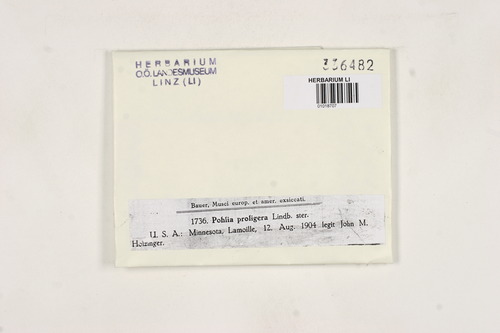 HERBARIUM
O.Ö. LANDESMUSEUM
LINZ (LI)
336482
HERBARIUM LI
01019707
Bauer, Musci europ. et amer. exsiccati.
1736. Pohlia proligera Lindb. ster.
U. S. A.: Minnesota, Lamoille, 12. Aug. 1904 legit John M.
Holzinger.